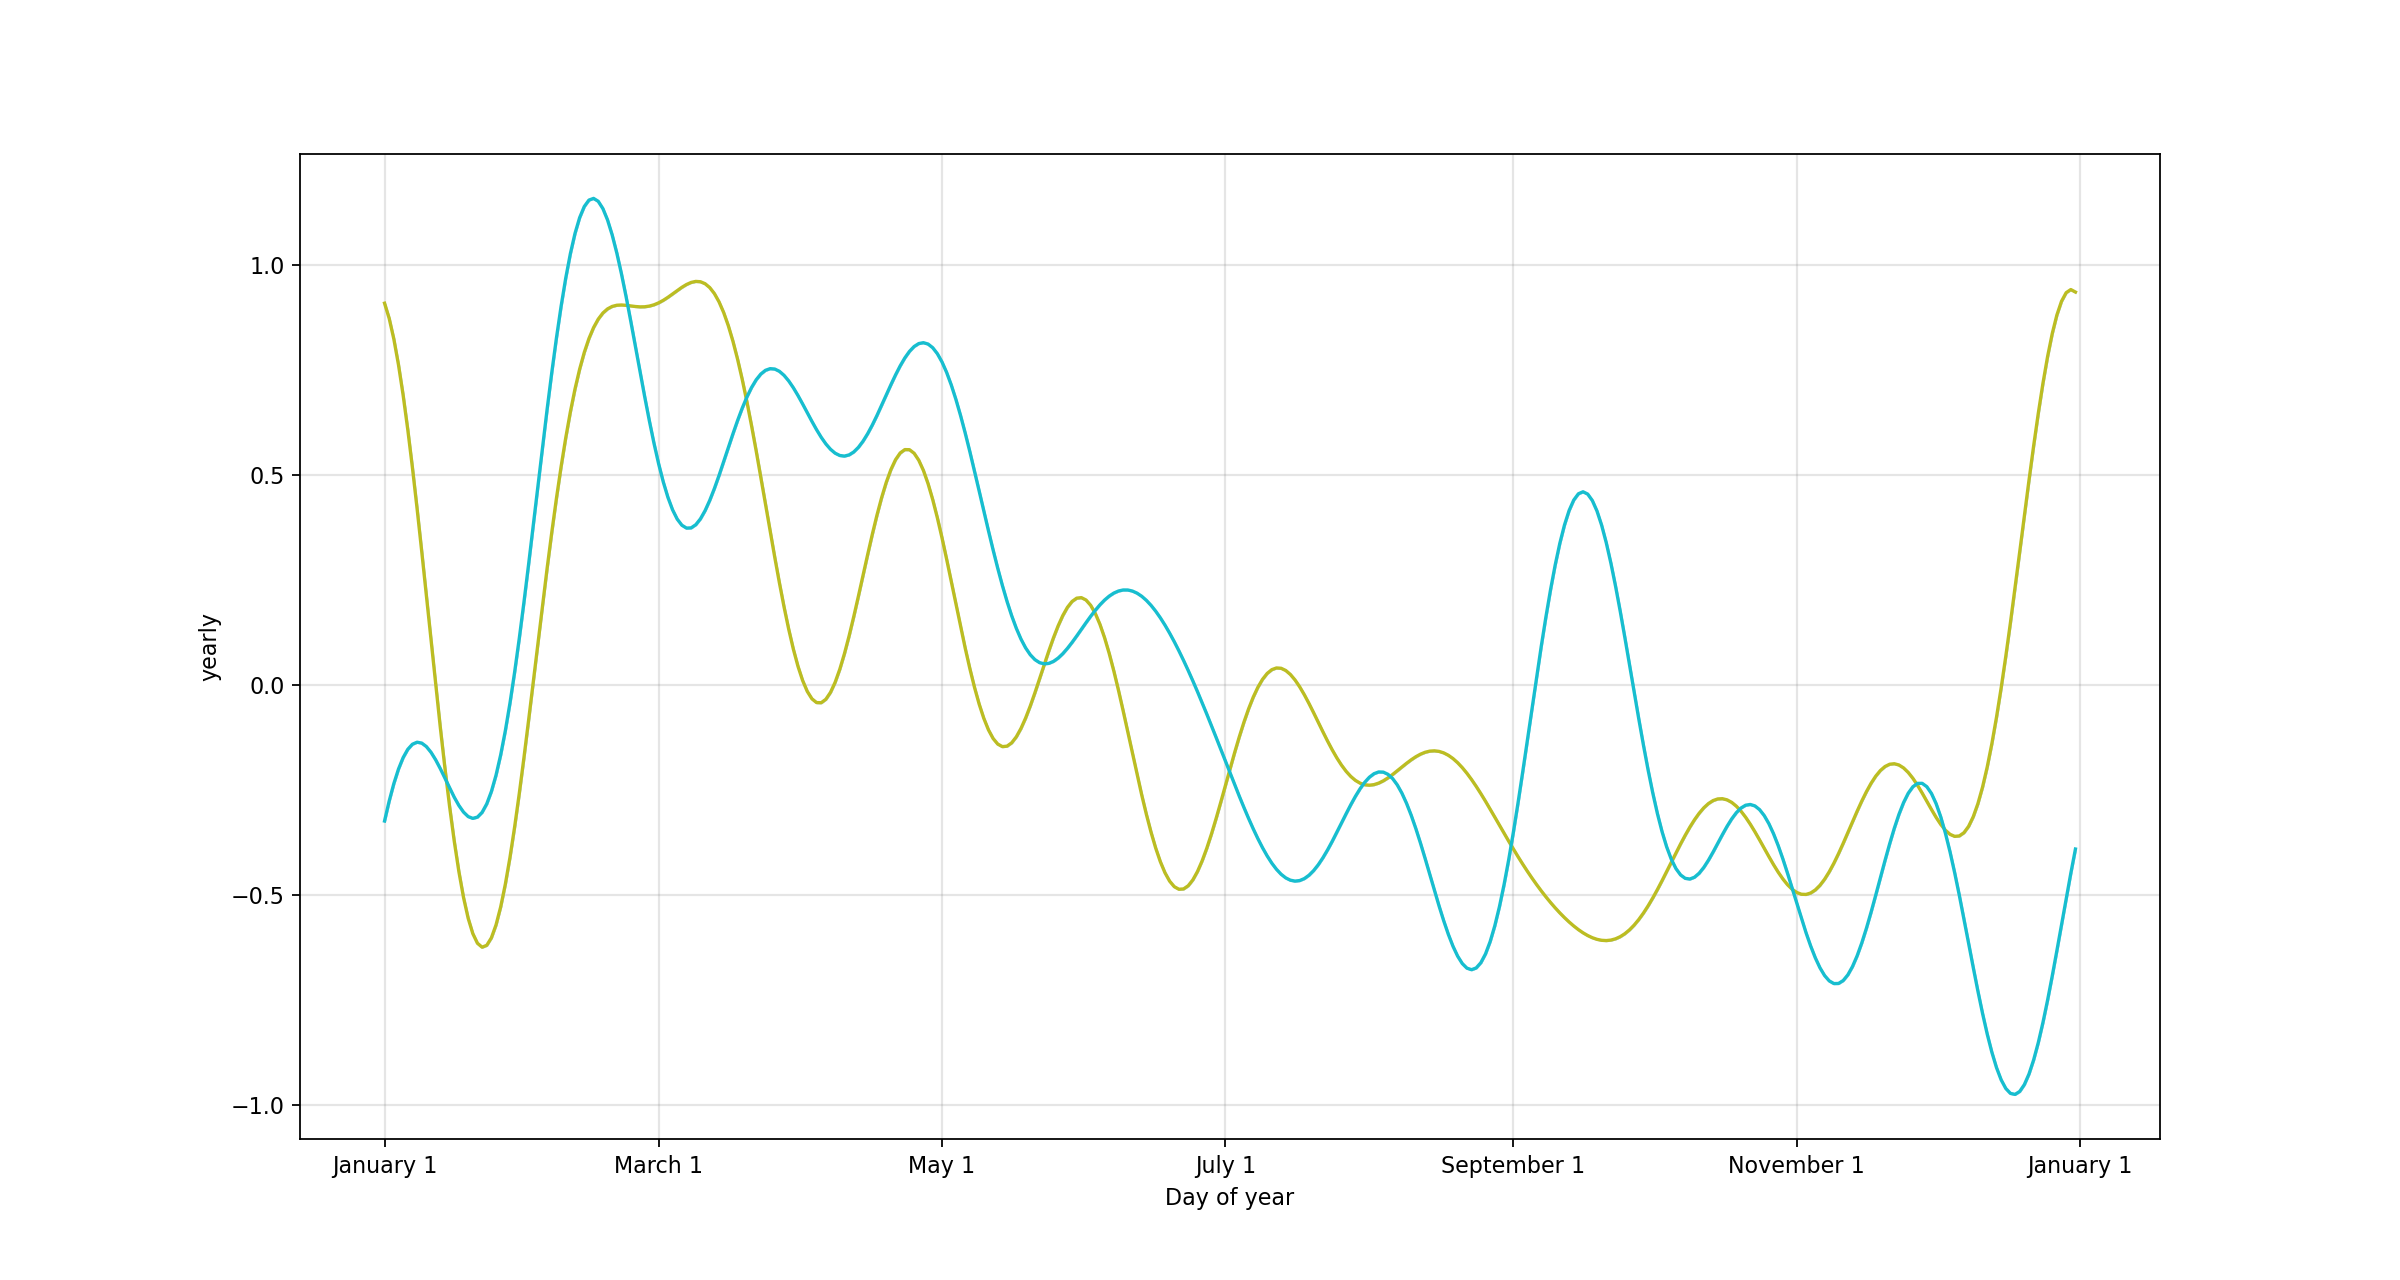 1.0
0.5
0.0
−0.5
−1.0
yearly
January 1 March 1 May 1 July 1 September 1 November 1 January 1
Day of year